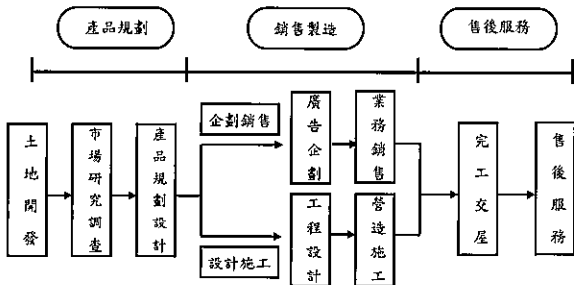 產品規劃
銷售製造
售後服務
土地開發
市場研究調查
產品規劃設計
企劃銷售
設計施工
廣告企劃
業務銷售
工程設計
營造施工
完工交屋
售後服務